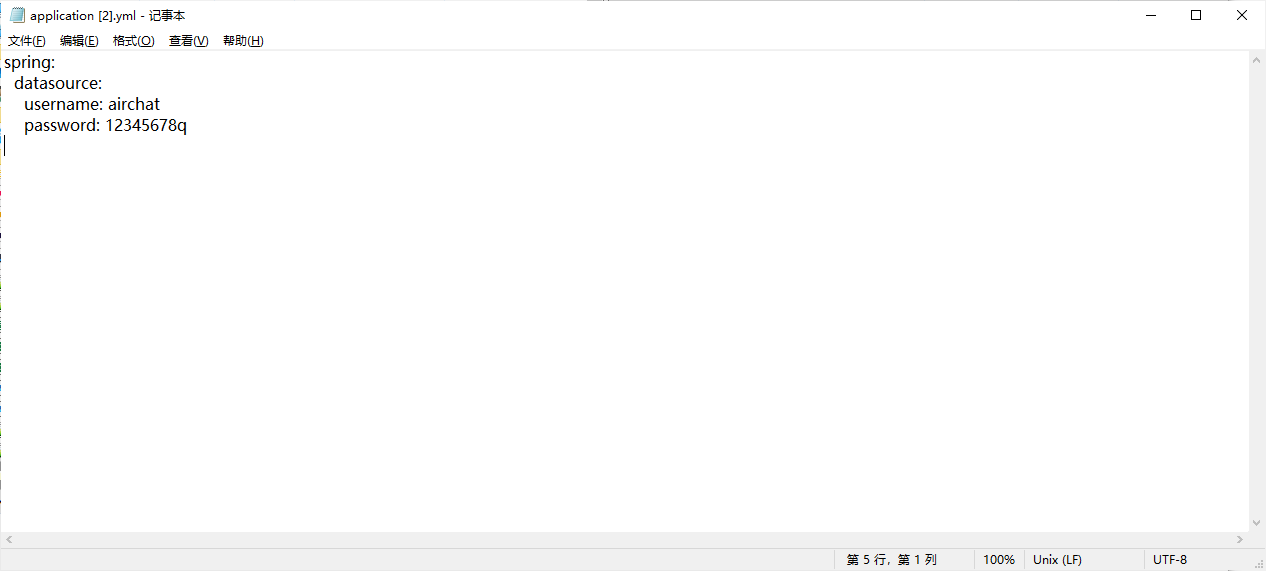 application [2].yml - 记事本
文件(F) 编辑(E) 格式(O) 查看(V) 帮助(H)
spring:
  datasource:
    username: airchat
    password: 12345678q
第 5 行，第 1 列 100% Unix (LF) UTF-8